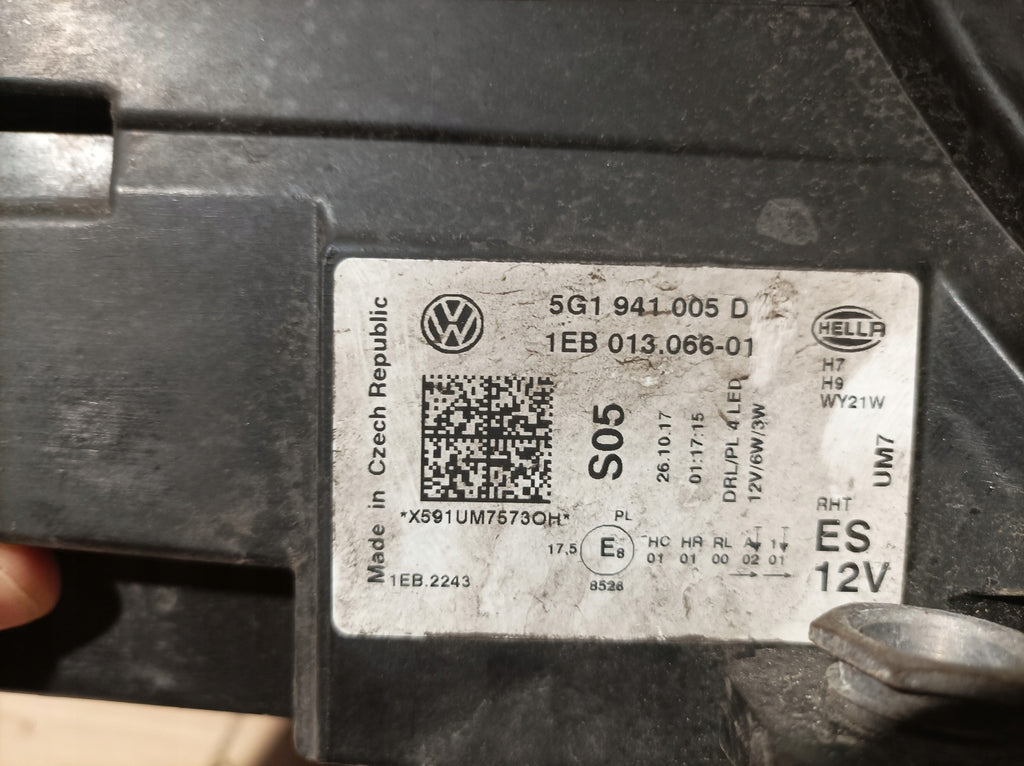 Made in Czech Republic
5G1 941 005 D
1EB 013.066-01
HELLA
H7
H9
WY21W
S05
26.10.17
01:17:15
DRL/PL 4 LED
12V/6W/3W
UM7
*X591UM7573OH*
1EB.2243
PL
17,5
E8
8526
HC HR RL A 1
01 01 00 02 01
RHT
ES
12V